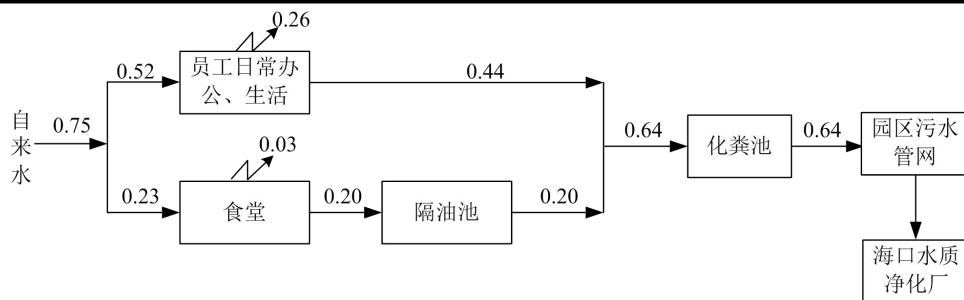 0.26
员工日常办
公、生活
0.52
0.44
自
来
水
0.75
0.64
化粪池
0.64
园区污水
管网
0.03
0.23
食堂
0.20
隔油池
0.20
海口水质
净化厂